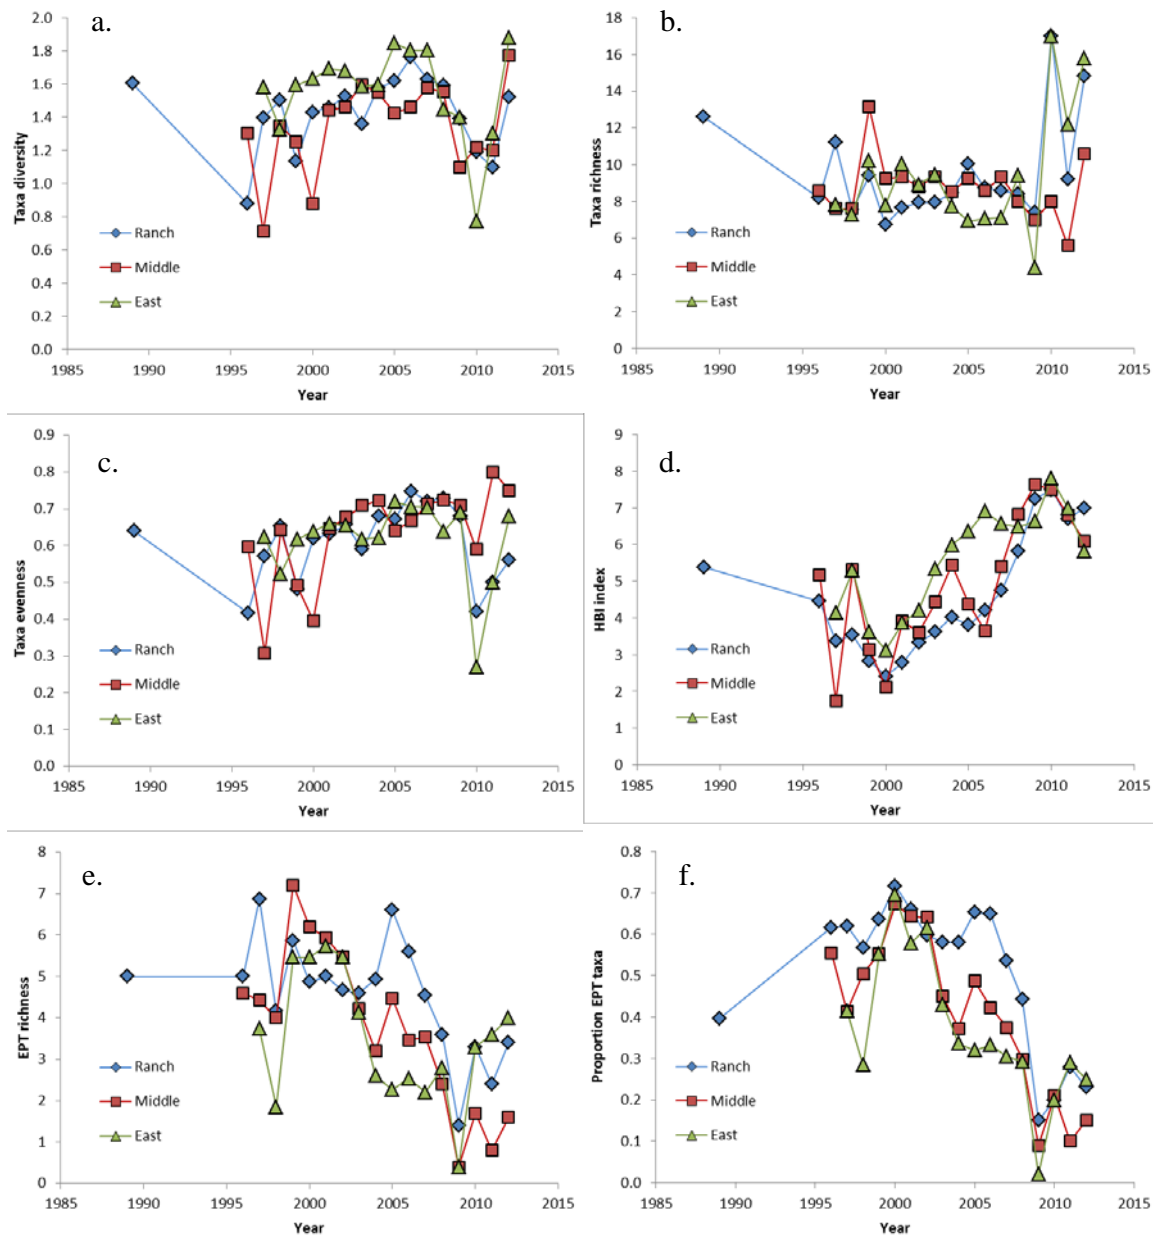 a.
Taxa diversity
2.0
1.8
1.6
1.4
1.2
1.0
0.8
0.6
0.4
0.2
0.0
Ranch
Middle
East
1985 1990 1995 2000 2005 2010 2015
Year
b.
Taxa richness
18
16
14
12
10
8
6
4
2
0
Ranch
Middle
East
1985 1990 1995 2000 2005 2010 2015
Year
c.
Taxa evenness
0.9
0.8
0.7
0.6
0.5
0.4
0.3
0.2
0.1
0.0
Ranch
Middle
East
1985 1990 1995 2000 2005 2010 2015
Year
d.
HBI index
9
8
7
6
5
4
3
2
1
0
Ranch
Middle
East
1985 1990 1995 2000 2005 2010 2015
Year
e.
EPT richness
8
7
6
5
4
3
2
1
0
Ranch
Middle
East
1985 1990 1995 2000 2005 2010 2015
Year
f.
Proportion EPT taxa
0.8
0.7
0.6
0.5
0.4
0.3
0.2
0.1
0.0
Ranch
Middle
East
1985 1990 1995 2000 2005 2010 2015
Year